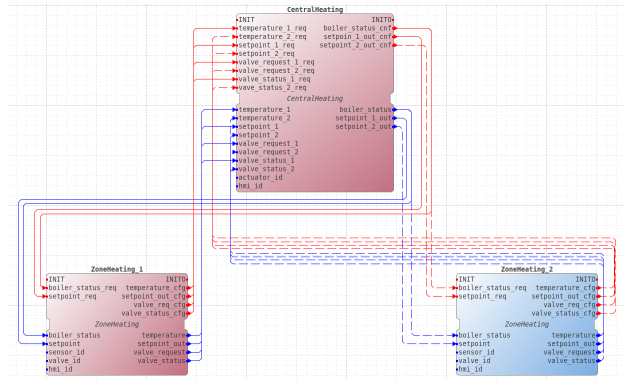 CentralHeating
INIT INITO
temperature_1_req boiler_status_cnf
temperature_2_req setpoin_1_out_cnf
setpoint_1_req setpoint_2_out_cnf
setpoint_2_req
valve_request_1_req
valve_request_2_req
valve_status_1_req
vave_status_2_req
CentralHeating
temperature_1 boiler_status
temperature_2 setpoint_1_out
setpoint_1 setpoint_2_out
setpoint_2
valve_request_1
valve_request_2
valve_status_1
valve_status_2
actuator_id
hmi_id
ZoneHeating_1
INIT INITO
boiler_status_req temperature_cfg
setpoint_req setpoint_out_cfg
valve_req_cfg
valve_status_cfg
ZoneHeating
boiler_status temperature
setpoint setpoint_out
sensor_id valve_request
valve_id valve_status
hmi_id
ZoneHeating_2
INIT INITO
boiler_status_req temperature_cfg
setpoint_req setpoint_out_cfg
valve_req_cfg
valve_status_cfg
ZoneHeating
boiler_status temperature
setpoint setpoint_out
sensor_id valve_request
valve_id valve_status
hmi_id